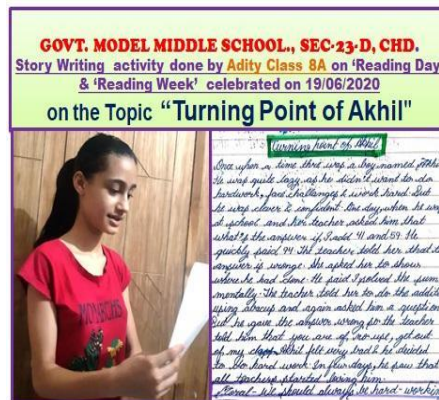 GOVT. MODEL MIDDLE SCHOOL., SEC-23-D, CHD.
Story Writing activity done by Adity Class 8A on ‘Reading Day
& ‘Reading Week’ celebrated on 19/06/2020
on the Topic “Turning Point of Akhil"
Turning point of Akhil
Once upon a time there was a boy named Akhil
He was quite lazy, as he didn't want to do
hardwork, face challenges & work hard. But
he was clever & confident. One day, when he was
at school and her teacher asked him that
what's the answer if I add 41 and 59. He
quickly said 94. The teacher told her that the
answer is wrong. She asked her to show
where he had done. He said I solved the sum
mentally. The teacher told her to do the addit
using abacus and again asked him a question
But he gave the answer wrong so the teacher
told him that you are of no use, get out
of my class. Akhil felt very bad & he decided
to do hard work. In few days, he saw that
all teachers started loving him.
Moral - We should always be hard-workin